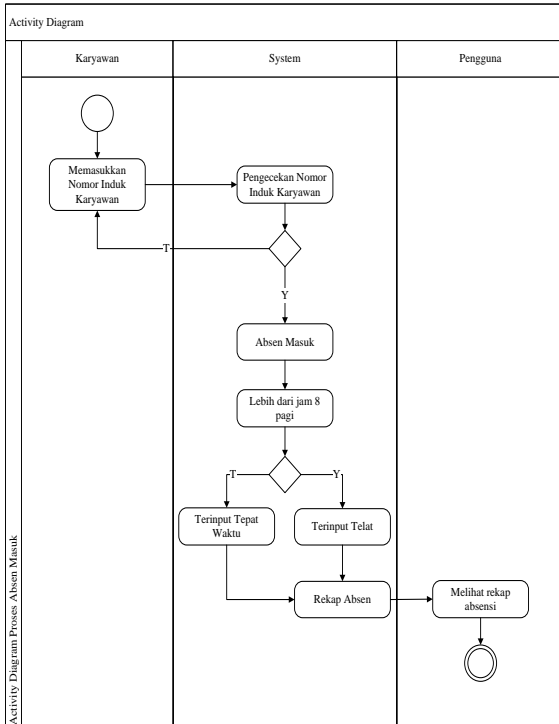 Activity Diagram
Karyawan
System
Pengguna
Memasukkan
Nomor Induk
Karyawan
Pengecekan Nomor
Induk Karyawan
T
Y
Absen Masuk
Lebih dari jam 8
pagi
T
Y
Terinput Tepat
Waktu
Terinput Telat
Rekap Absen
Melihat rekap
absensi
Activity Diagram Proses Absen Masuk